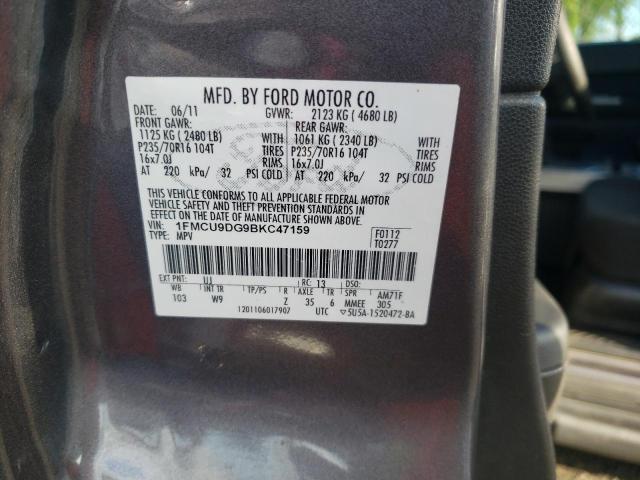 MFD. BY FORD MOTOR CO.
DATE: 06/11 GVWR: 2123 KG ( 4680 LB)
FRONT GAWR: REAR GAWR:
1125 KG ( 2480 LB) WITH 1061 KG ( 2340 LB) WITH
P235/70R16 104T TIRES P235/70R16 104T TIRES
16x7.0J RIMS 16x7.0J RIMS
AT 220 kPa/ 32 PSI COLD AT 220 kPa/ 32 PSI COLD
THIS VEHICLE CONFORMS TO ALL APPLICABLE FEDERAL MOTOR
VEHICLE SAFETY AND THEFT PREVENTION STANDARDS IN
EFFECT ON THE DATE OF MANUFACTURE SHOWN ABOVE.
VIN: 1FMCU9DG9BKC47159 F0112
TYPE: MPV T0277
EXT PNT: UJ RC: 13 DSO:
WB INT TR TP/PS R AXLE TR SPR AM71F
103 W9 Z 35 6 MMEE 305
1201106017907 UTC ▽5U5A-1520472-BA